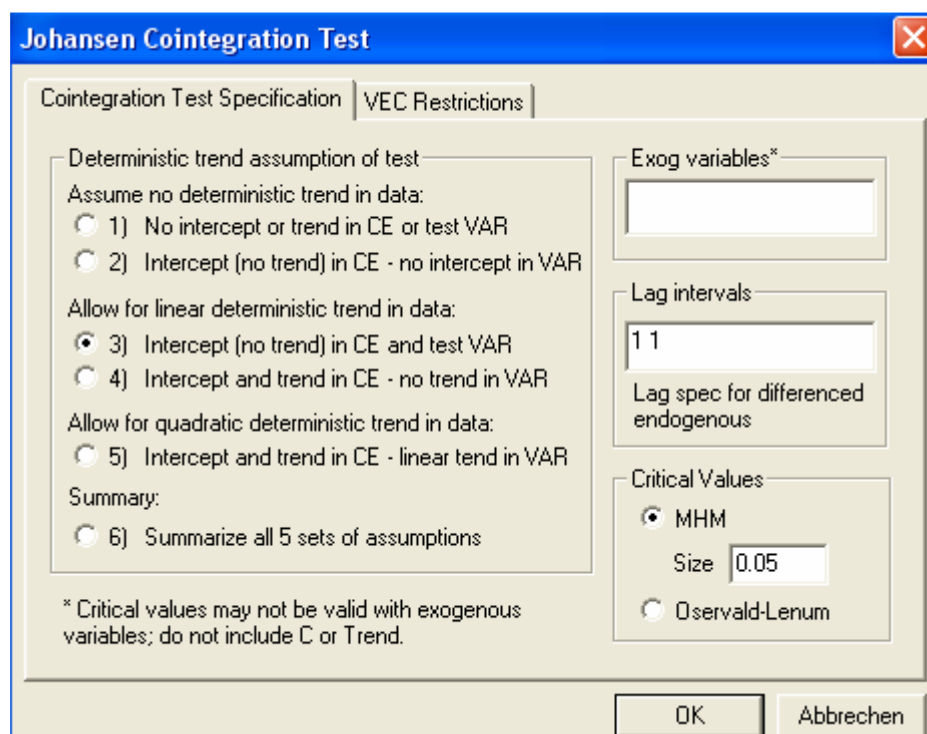 Johansen Cointegration Test
Cointegration Test Specification
VEC Restrictions
Deterministic trend assumption of test
Assume no deterministic trend in data:
1) No intercept or trend in CE or test VAR
2) Intercept (no trend) in CE - no intercept in VAR
Allow for linear deterministic trend in data:
3) Intercept (no trend) in CE and test VAR
4) Intercept and trend in CE - no trend in VAR
Allow for quadratic deterministic trend in data:
5) Intercept and trend in CE - linear tend in VAR
Summary:
6) Summarize all 5 sets of assumptions
* Critical values may not be valid with exogenous
variables; do not include C or Trend.
Exog variables*
Lag intervals
1 1
Lag spec for differenced
endogenous
Critical Values
MHM
Size 0.05
Oservald-Lenum
OK
Abbrechen